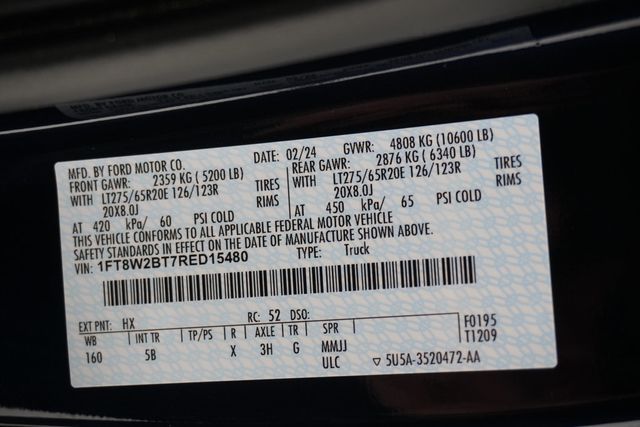 MFD. BY FORD MOTOR CO.
DATE: 02/24 GVWR: 4808 KG (10600 LB)
FRONT GAWR: 2359 KG ( 5200 LB) REAR GAWR: 2876 KG ( 6340 LB)
WITH LT275/65R20E 126/123R TIRES WITH LT275/65R20E 126/123R TIRES
20X8.0J RIMS 20X8.0J RIMS
AT 420 kPa/ 60 PSI COLD AT 450 kPa/ 65 PSI COLD
THIS VEHICLE CONFORMS TO ALL APPLICABLE FEDERAL MOTOR VEHICLE
SAFETY STANDARDS IN EFFECT ON THE DATE OF MANUFACTURE SHOWN ABOVE.
VIN: 1FT8W2BT7RED15480 TYPE: Truck
EXT PNT: HX RC: 52 DSO:
WB INT TR TP/PS R AXLE TR SPR F0195
160 5B X 3H G MMJJ T1209
ULC ▽ 5U5A-3520472-AA